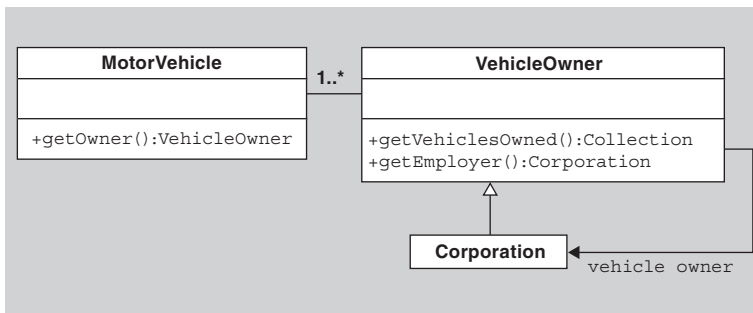 MotorVehicle
1..*
VehicleOwner
+getOwner():VehicleOwner
+getVehiclesOwned():Collection
+getEmployer():Corporation
Corporation
vehicle owner